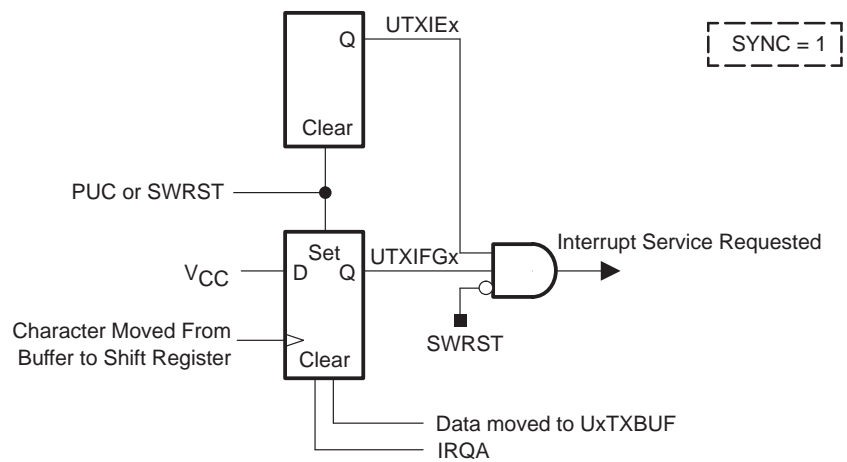 Q
UTXIEx
SYNC = 1
Clear
PUC or SWRST
Set
UTXIFGx
Interrupt Service Requested
VCC
D
Q
Character Moved From
Buffer to Shift Register
SWRST
Clear
Data moved to UxTXBUF
IRQA